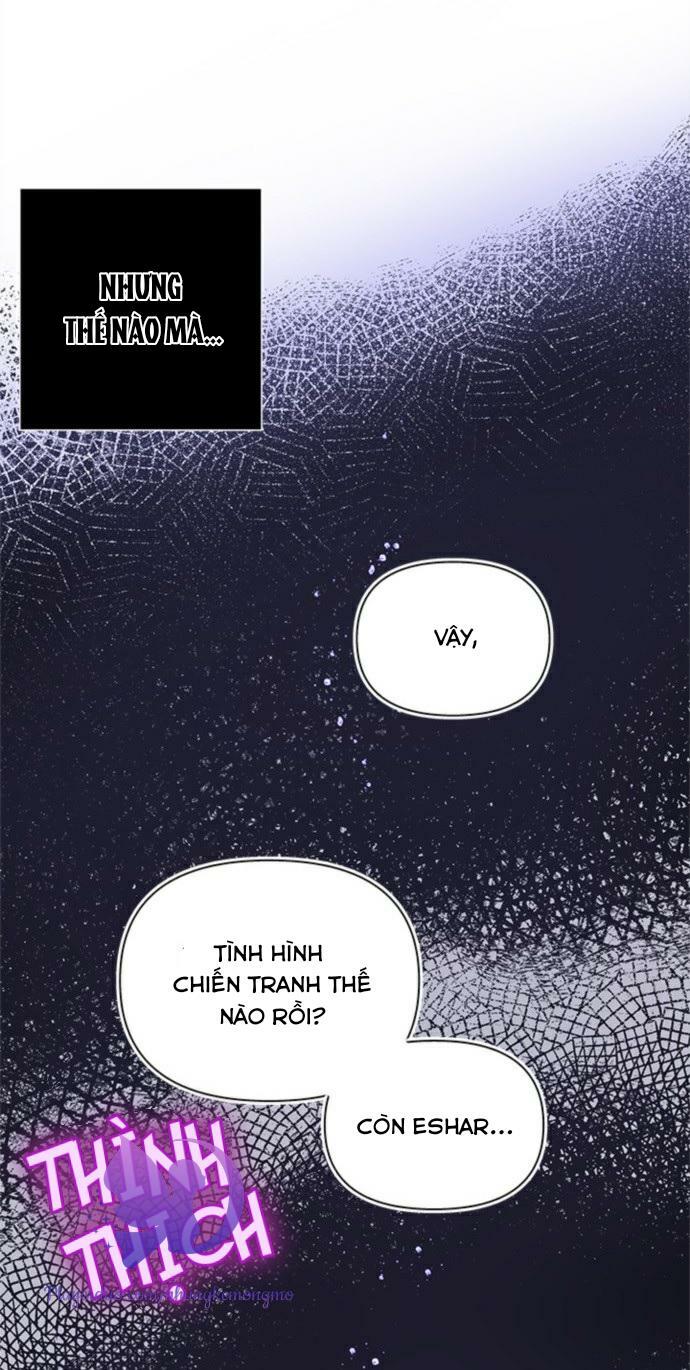 NHƯNG
THẾ NÀO MÀ...
VẬY,
TÌNH HÌNH
CHIẾN TRANH THẾ
NÀO RỒI?
CÒN ESHAR...
THÌNH
THỊCH